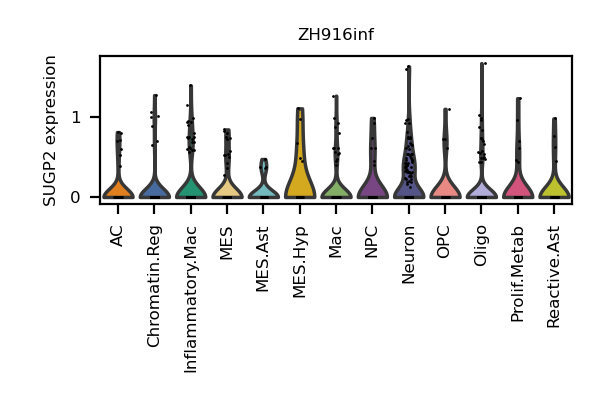 ZH916inf
SUGP2 expression
1
0
AC
Chromatin.Reg
Inflammatory.Mac
MES
MES.Ast
MES.Hyp
Mac
NPC
Neuron
OPC
Oligo
Prolif.Metab
Reactive.Ast